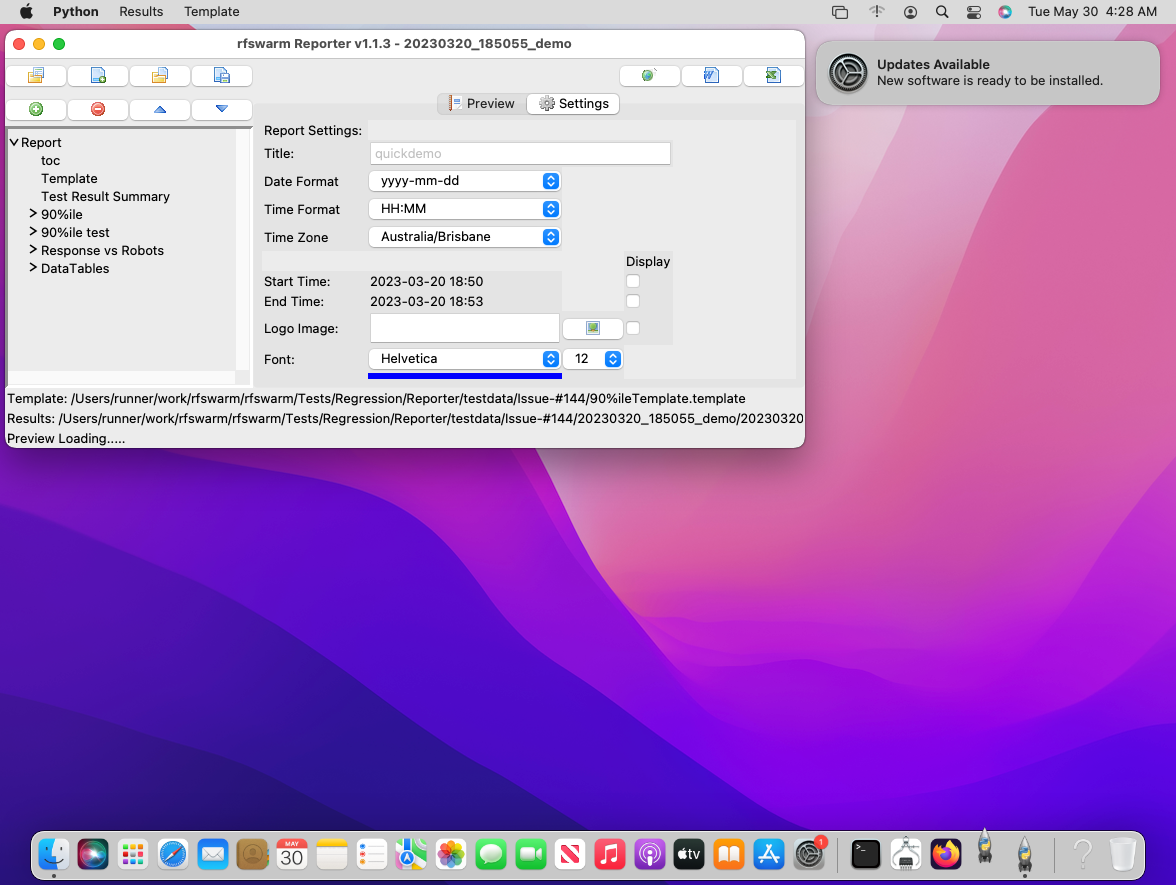 Python Results Template Tue May 30 4:28 AM
rfswarm Reporter v1.1.3 - 20230320_185055_demo
Updates Available
New software is ready to be installed.
Preview Settings
Report
toc
Template
Test Result Summary
90%ile
90%ile test
Response vs Robots
DataTables
Report Settings:
Title: quickdemo
Date Format yyyy-mm-dd
Time Format HH:MM
Time Zone Australia/Brisbane
Display
Start Time: 2023-03-20 18:50
End Time: 2023-03-20 18:53
Logo Image:
Font: Helvetica 12
Template: /Users/runner/work/rfswarm/rfswarm/Tests/Regression/Reporter/testdata/Issue-#144/90%ileTemplate.template
Results: /Users/runner/work/rfswarm/rfswarm/Tests/Regression/Reporter/testdata/Issue-#144/20230320_185055_demo/20230320
Preview Loading.....
MAY
30
tv
1